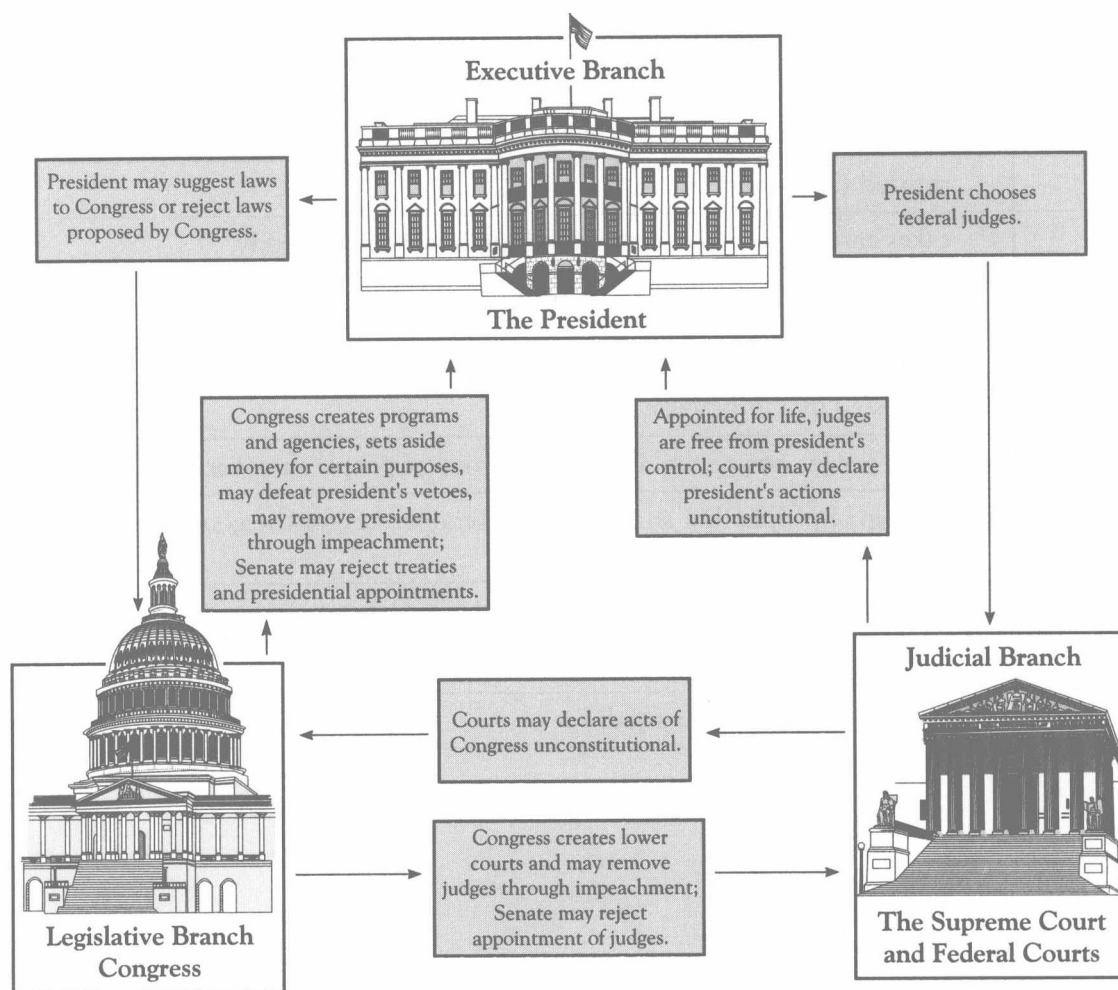 Executive Branch
The President
President may suggest laws
to Congress or reject laws
proposed by Congress.
President chooses
federal judges.
Congress creates programs
and agencies, sets aside
money for certain purposes,
may defeat president's vetoes,
may remove president
through impeachment;
Senate may reject treaties
and presidential appointments.
Appointed for life, judges
are free from president's
control; courts may declare
president's actions
unconstitutional.
Judicial Branch
Courts may declare acts of
Congress unconstitutional.
Congress creates lower
courts and may remove
judges through impeachment;
Senate may reject
appointment of judges.
Legislative Branch
Congress
The Supreme Court
and Federal Courts